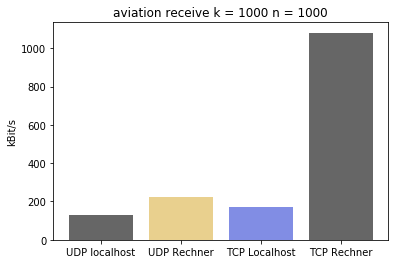 aviation receive k = 1000 n = 1000
kBit/s
1000
800
600
400
200
0
UDP localhost UDP Rechner TCP Localhost TCP Rechner